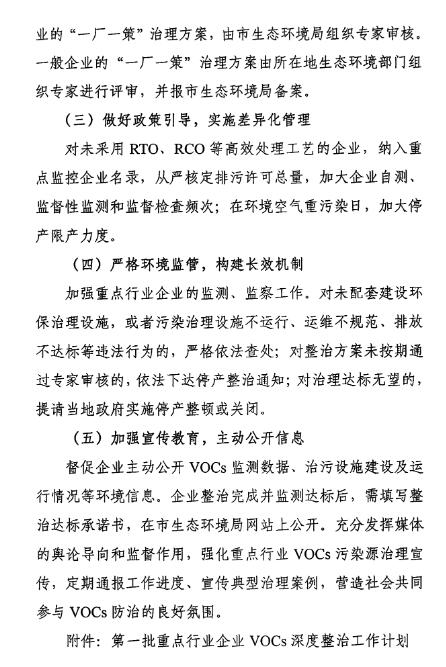 业的“一厂一策”治理方案，由市生态环境局组织专家审核。
一般企业的“一厂一策”治理方案由所在地生态环境部门组
织专家进行评审，并报市生态环境局备案。
（三）做好政策引导，实施差异化管理
对未采用 RTO、RCO 等高效处理工艺的企业，纳入重
点监控企业名录，从严核定排污许可总量，加大企业自测、
监督性监测和监督检查频次；在环境空气重污染日，加大停
产限产力度。
（四）严格环境监管，构建长效机制
加强重点行业企业的监测、监察工作。对未配套建设环
保治理设施，或者污染治理设施不运行、运维不规范、排放
不达标等违法行为的，严格依法查处；对整治方案未按期通
过专家审核的，依法下达停产整治通知；对治理达标无望的，
提请当地政府实施停产整顿或关闭。
（五）加强宣传教育，主动公开信息
督促企业主动公开 VOCs 监测数据、治污设施建设及运
行情况等环境信息。企业整治完成并监测达标后，需填写整
治达标承诺书，在市生态环境局网站上公开。充分发挥媒体
的舆论导向和监督作用，强化重点行业 VOCs 污染源治理宣
传，定期通报工作进度、宣传典型治理案例，营造社会共同
参与 VOCs 防治的良好氛围。
附件：第一批重点行业企业 VOCs 深度整治工作计划